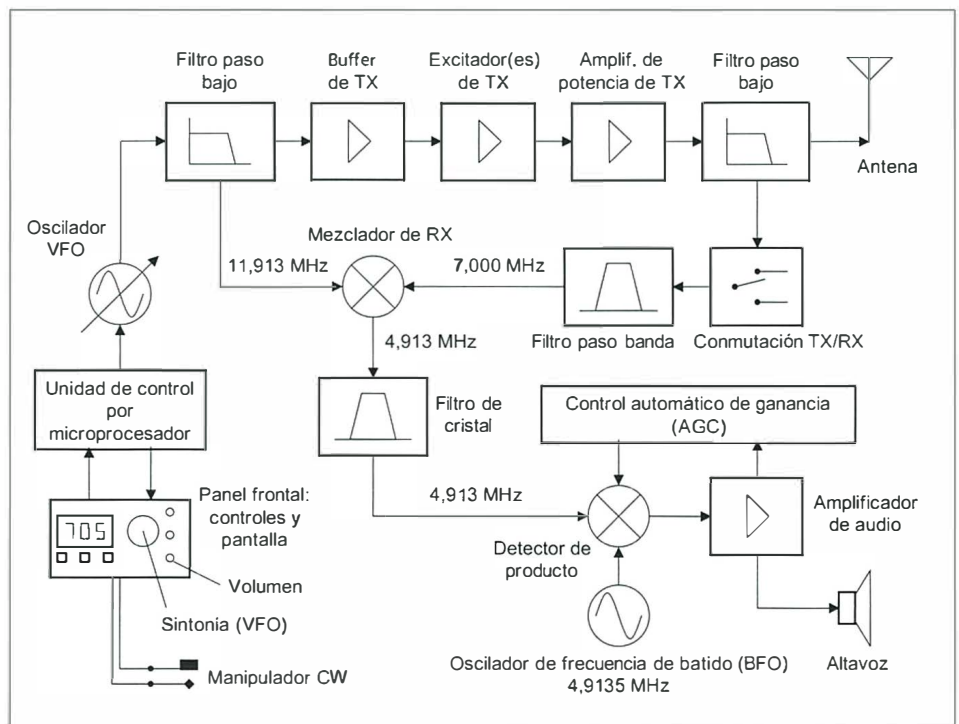 Filtro paso
bajo
Buffer
de TX
Excitador(es)
de TX
Amplif. de
potencia de TX
Filtro paso
bajo
Antena
Oscilador
VFO
Mezclador de RX
11,913 MHz
7,000 MHz
4,913 MHz
Filtro paso banda
Conmutación TX/RX
Unidad de control
por
microprocesador
Filtro de
cristal
Control automático de ganancia
(AGC)
Panel frontal:
controles y
pantalla
705
4,913 MHz
Amplificador
de audio
Detector de
producto
Volumen
Sintonia (VFO)
Manipulador CW
Oscilador de frecuencia de batido (BFO)
4,9135 MHz
Altavoz